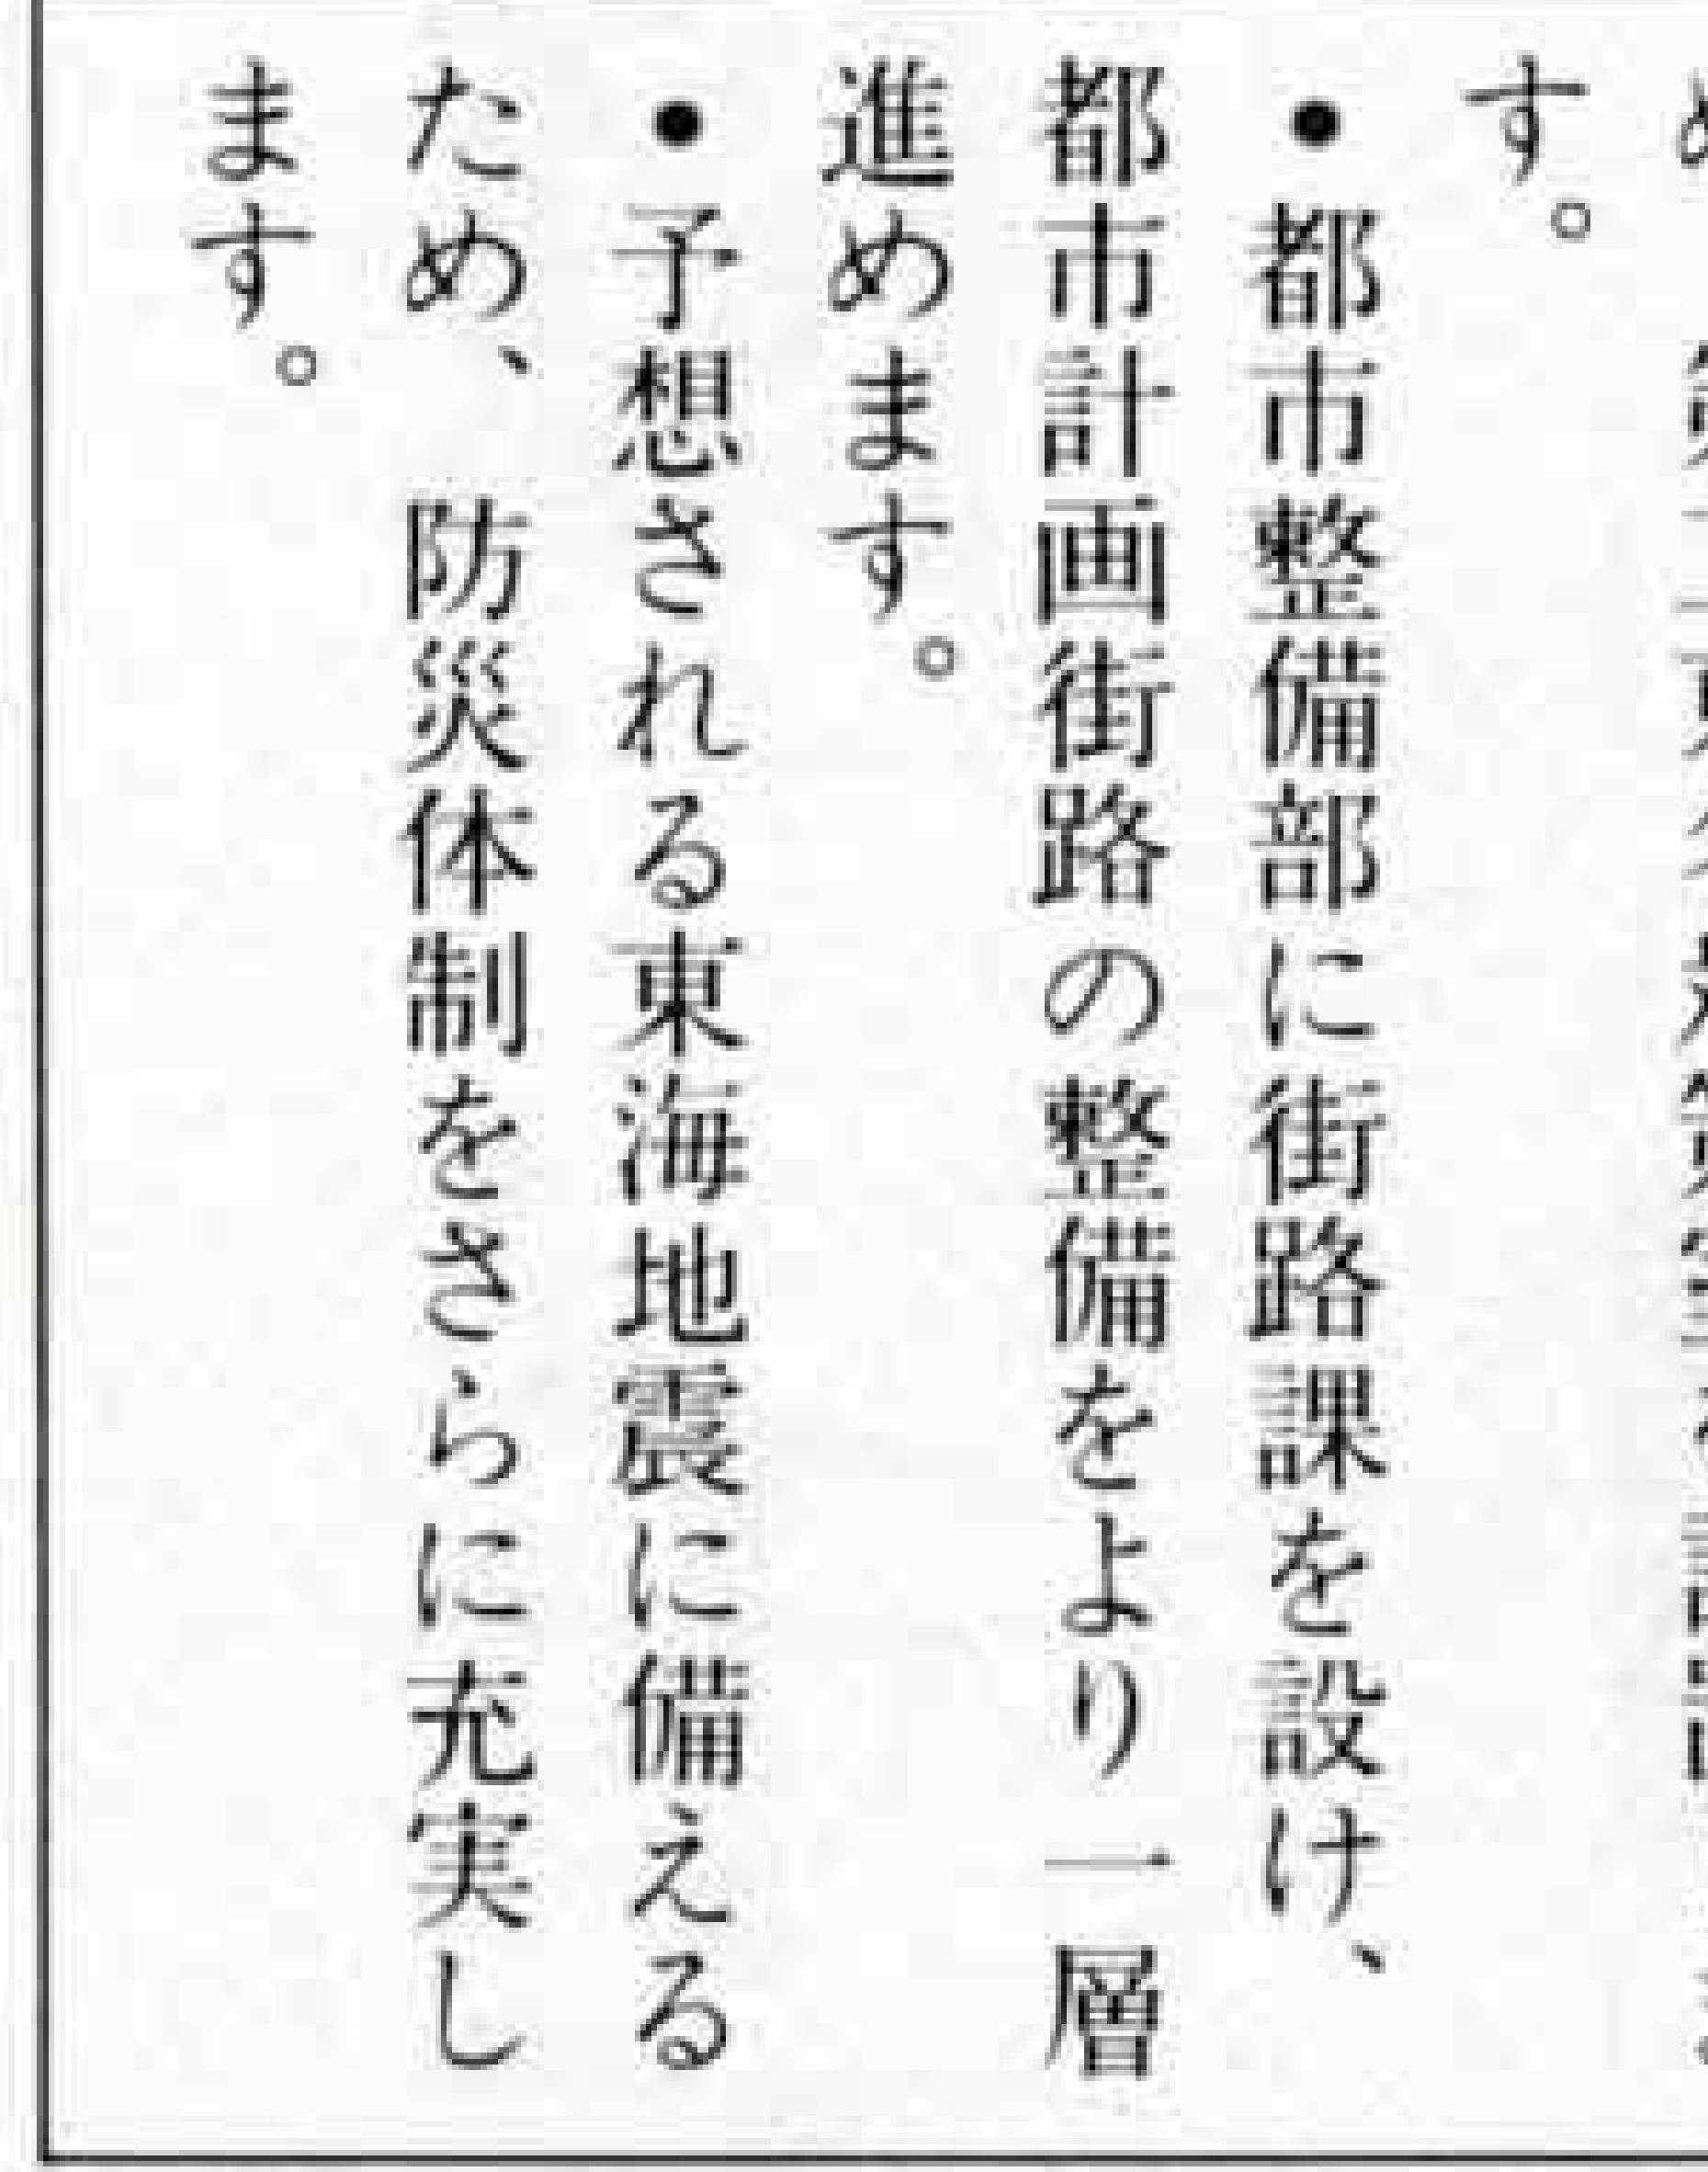 す。
●都市整備部に街路課を設け、
都市計画街路の整備をより一層
進めます。
●予想される東海地震に備える
ため、防災体制をさらに充実し
ます。